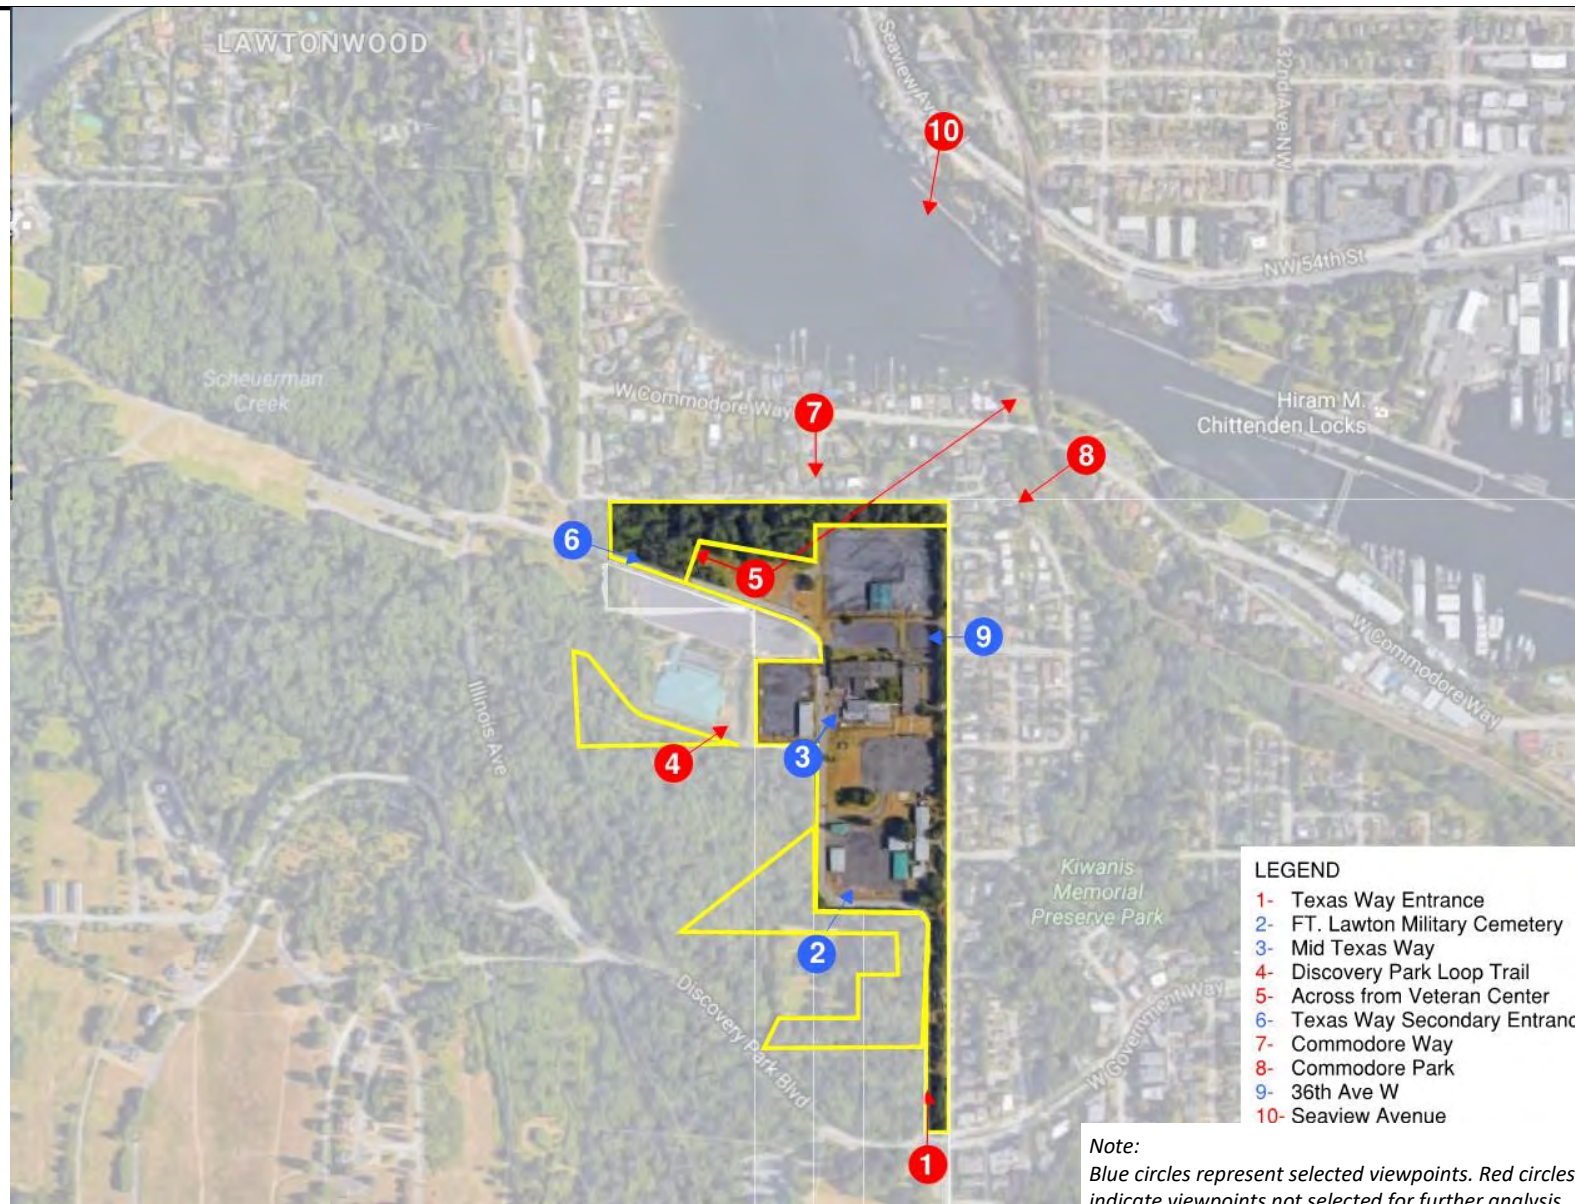 LAWTONWOOD
Seaview Av
32nd Ave NW
10
NW 54th St
Scheuerman
Creek
W Commodore Way
7
Hiram M.
Chittenden Locks
8
6
5
9
W Commodore Way
Illinois Ave
4
3
Kiwanis
Memorial
Preserve Park
2
Discovery Park Blvd
W Government Way
1
LEGEND
1- Texas Way Entrance
2- FT. Lawton Military Cemetery
3- Mid Texas Way
4- Discovery Park Loop Trail
5- Across from Veteran Center
6- Texas Way Secondary Entranc
7- Commodore Way
8- Commodore Park
9- 36th Ave W
10- Seaview Avenue
Note:
Blue circles represent selected viewpoints. Red circles
indicate viewpoints not selected for further analysis